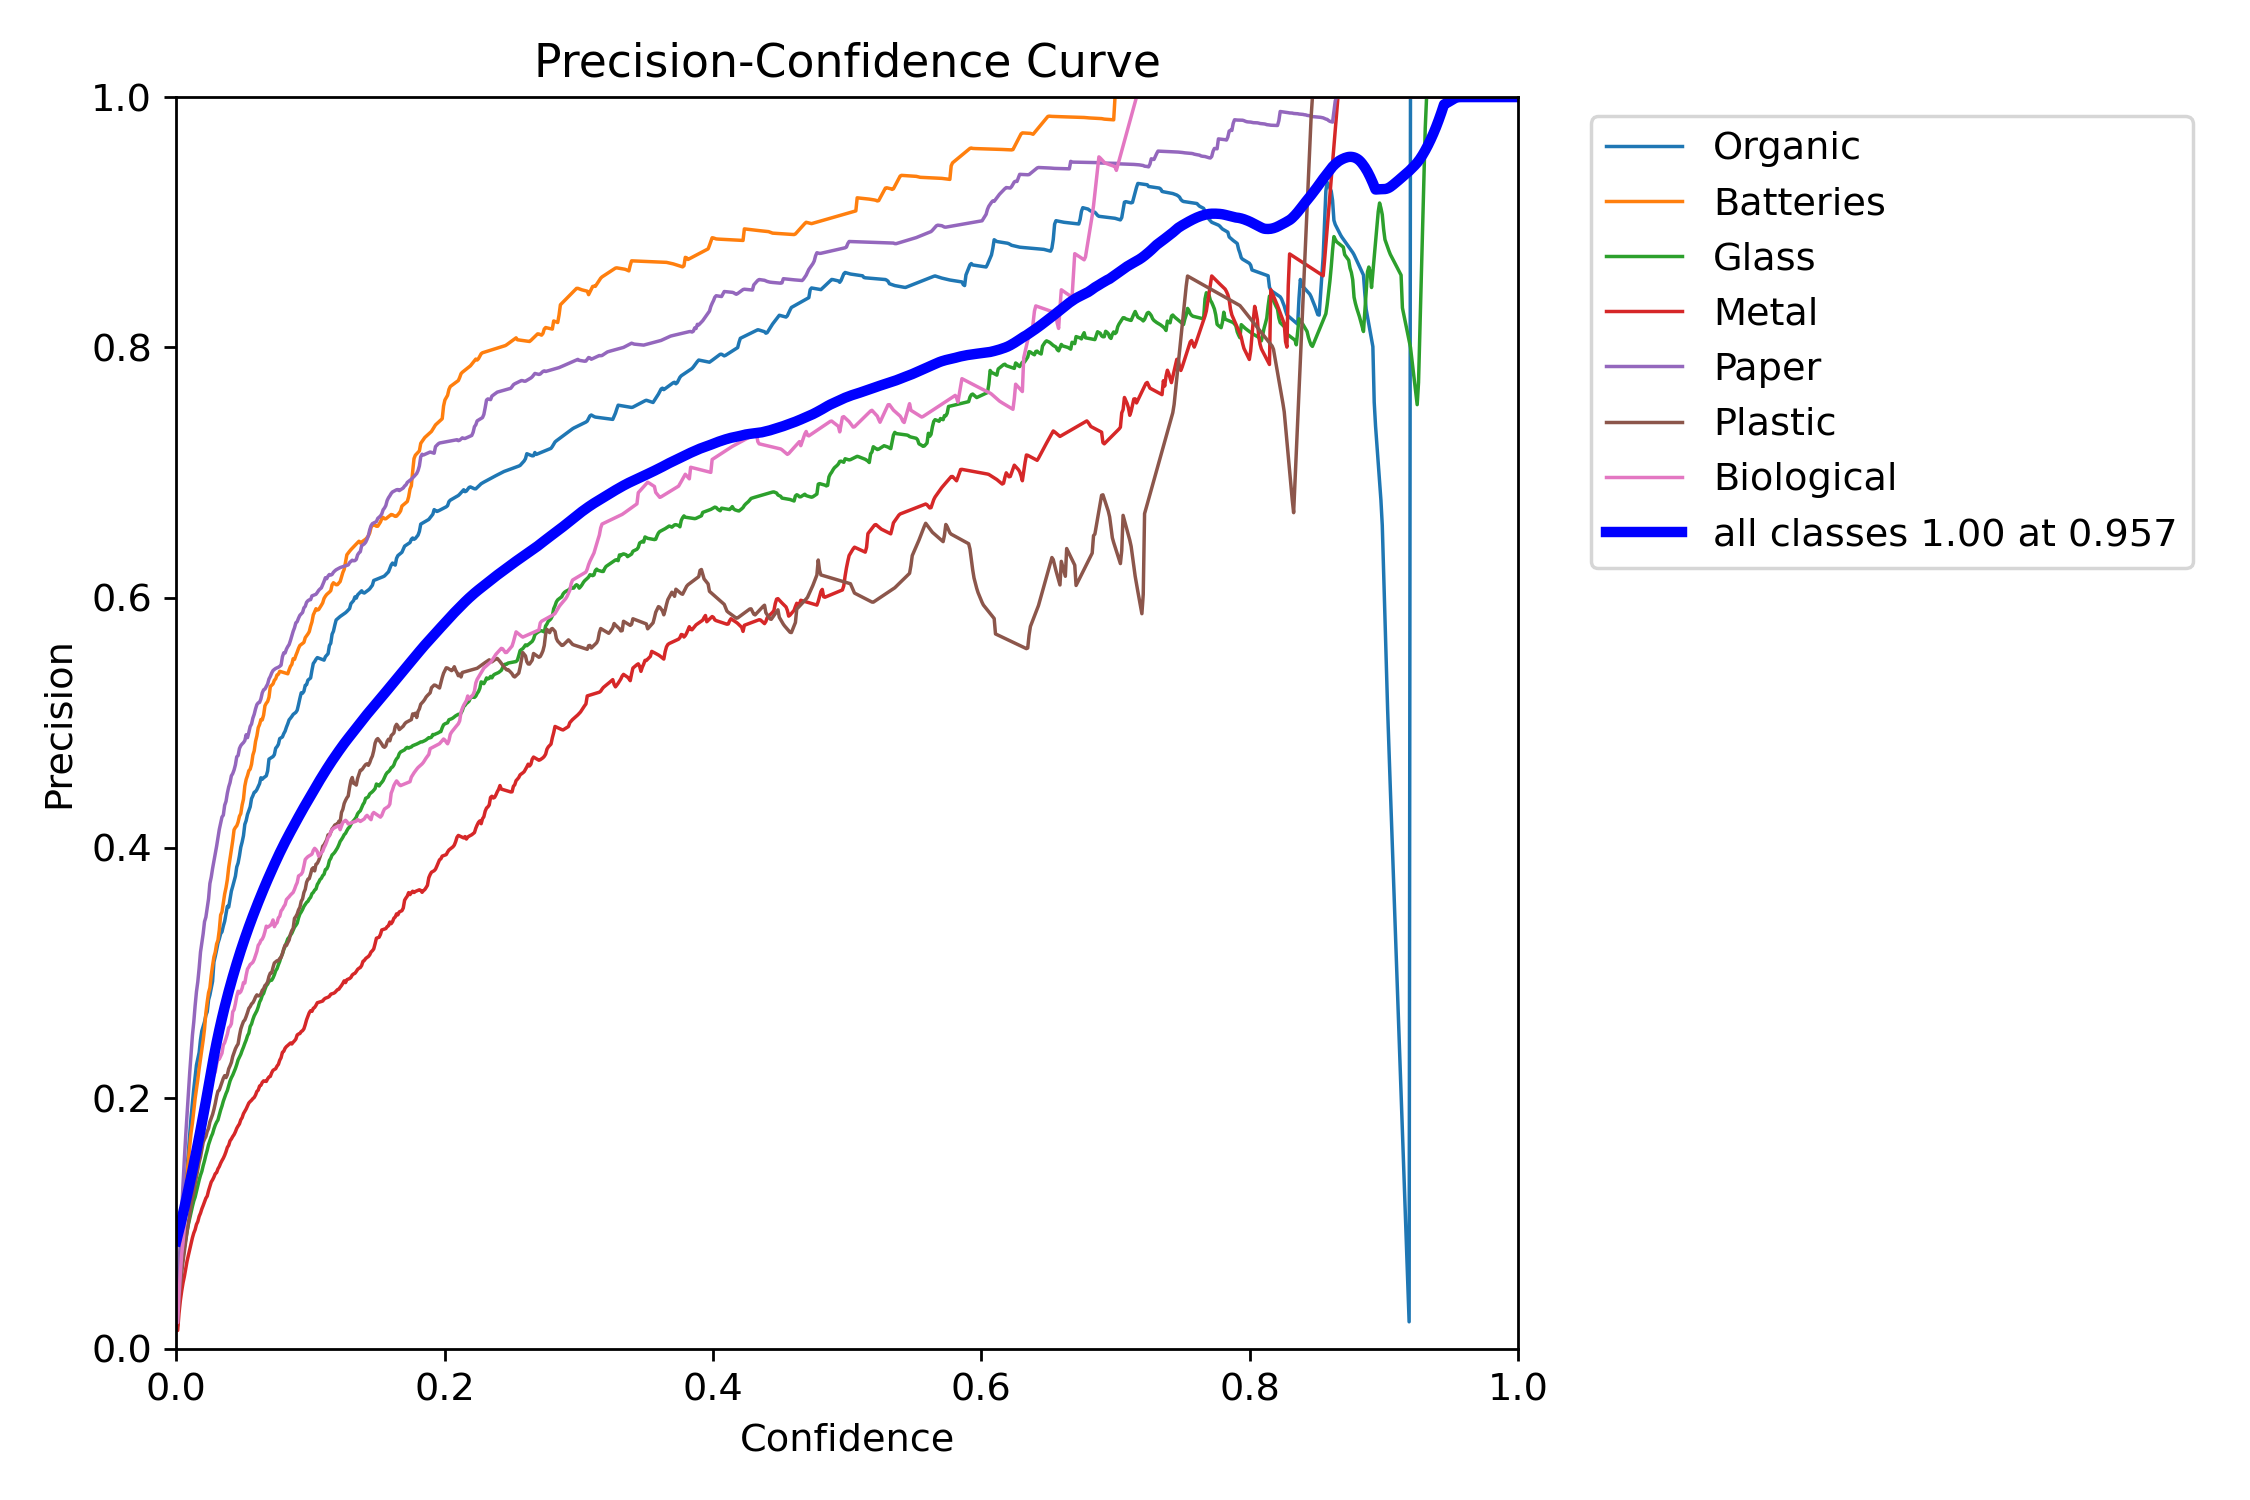 Precision-Confidence Curve
1.0
0.8
0.6
0.4
0.2
0.0
Precision
0.0 0.2 0.4 0.6 0.8 1.0
Confidence
Organic
Batteries
Glass
Metal
Paper
Plastic
Biological
all classes 1.00 at 0.957